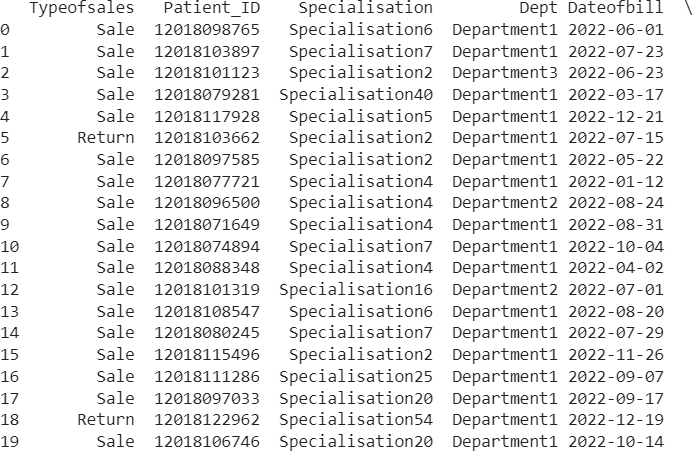 Typeofsales Patient_ID Specialisation Dept Dateofbill \
0 Sale 12018098765 Specialisation6 Department1 2022-06-01
1 Sale 12018103897 Specialisation7 Department1 2022-07-23
2 Sale 12018101123 Specialisation2 Department3 2022-06-23
3 Sale 12018079281 Specialisation40 Department1 2022-03-17
4 Sale 12018117928 Specialisation5 Department1 2022-12-21
5 Return 12018103662 Specialisation2 Department1 2022-07-15
6 Sale 12018097585 Specialisation2 Department1 2022-05-22
7 Sale 12018077721 Specialisation4 Department1 2022-01-12
8 Sale 12018096500 Specialisation4 Department2 2022-08-24
9 Sale 12018071649 Specialisation4 Department1 2022-08-31
10 Sale 12018074894 Specialisation7 Department1 2022-10-04
11 Sale 12018088348 Specialisation4 Department1 2022-04-02
12 Sale 12018101319 Specialisation16 Department2 2022-07-01
13 Sale 12018108547 Specialisation6 Department1 2022-08-20
14 Sale 12018080245 Specialisation7 Department1 2022-07-29
15 Sale 12018115496 Specialisation2 Department1 2022-11-26
16 Sale 12018111286 Specialisation25 Department1 2022-09-07
17 Sale 12018097033 Specialisation20 Department1 2022-09-17
18 Return 12018122962 Specialisation54 Department1 2022-12-19
19 Sale 12018106746 Specialisation20 Department1 2022-10-14